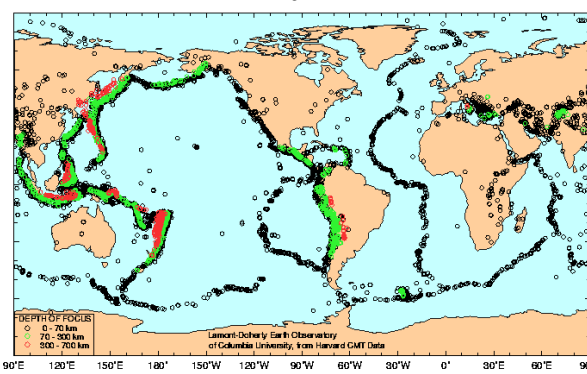 DEPTH OF FOCUS
0 - 70 km
70 - 300 km
300 - 700 km
Lamont-Doherty Earth Observatory
of Columbia University, from Harvard CMT Data
90°E 120°E 150°E 180° 150°W 120°W 90°W 60°W 30°W 0° 30°E 60°E